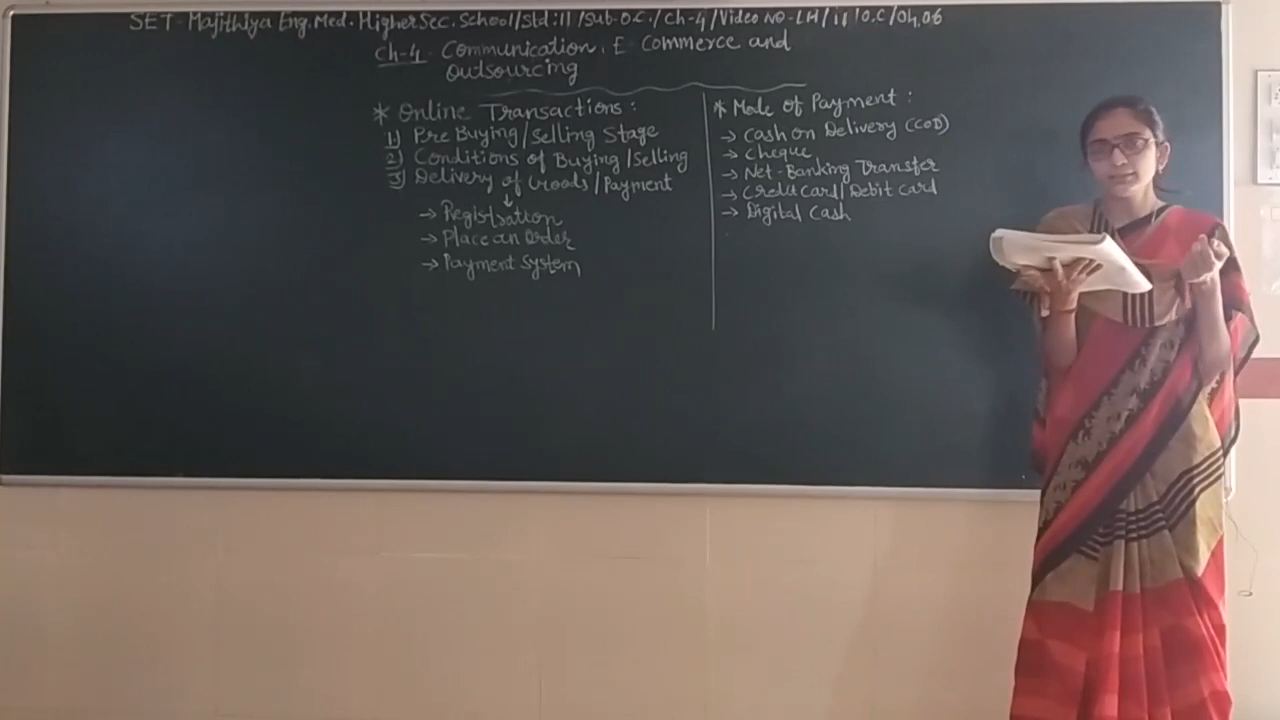 SET- Majithiya Eng.Med. Higher Sec. School/std:11/Sub-O.C./Ch-4/Video NO-LH/11/O.C/04,06
Ch-4 Communication, E-Commerce and
Outsourcing
* Online Transactions:
1) Pre Buying/Selling Stage
2) Conditions of Buying/Selling
3) Delivery of Goods/Payment
→ Registration
→ Place an Order
→ Payment System
* Mode of Payment:
→ Cash on Delivery (COD)
→ Cheque
→ Net-Banking Transfer
→ Credit Card/Debit Card
→ Digital Cash